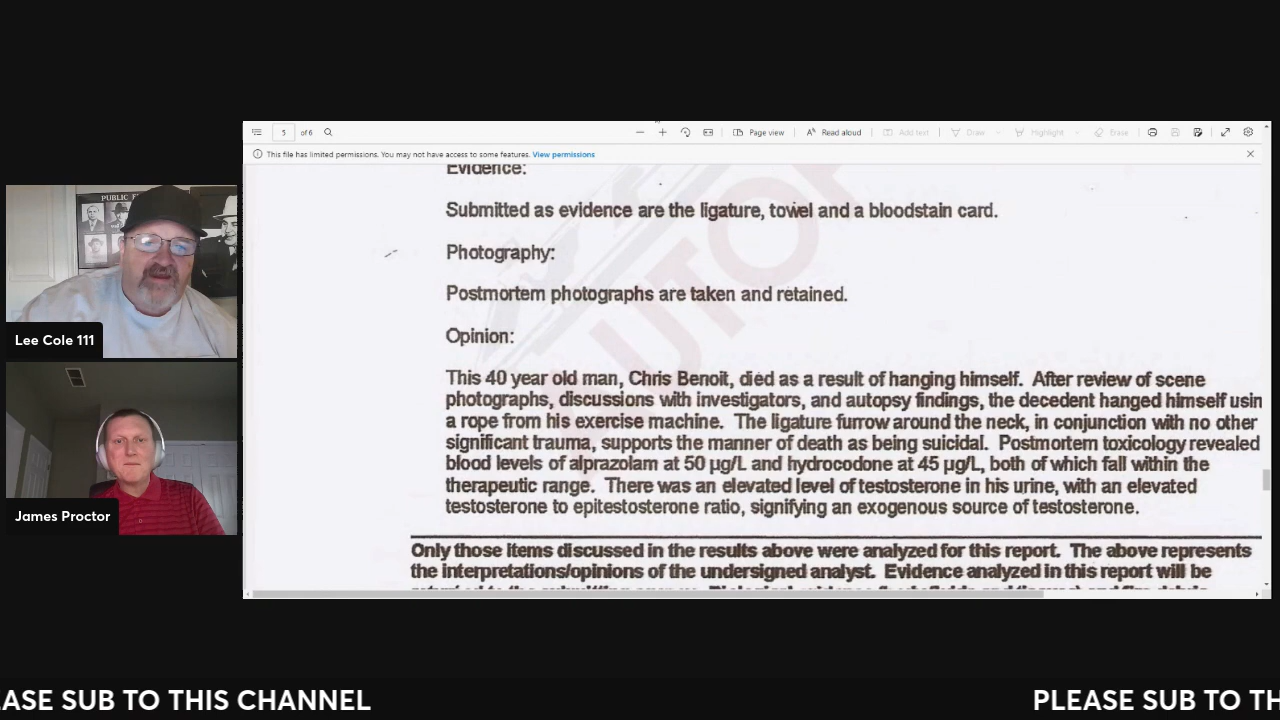 5 of 6
Page view
Read aloud
Add text
Draw
Highlight
Erase
This file has limited permissions. You may not have access to some features. View permissions
Evidence:
Submitted as evidence are the ligature, towel and a bloodstain card.
Photography:
Postmortem photographs are taken and retained.
Opinion:
This 40 year old man, Chris Benoit, died as a result of hanging himself. After review of scene
photographs, discussions with investigators, and autopsy findings, the decedent hanged himself usin
a rope from his exercise machine. The ligature furrow around the neck, in conjunction with no other
significant trauma, supports the manner of death as being suicidal. Postmortem toxicology revealed
blood levels of alprazolam at 50 µg/L and hydrocodone at 45 µg/L, both of which fall within the
therapeutic range. There was an elevated level of testosterone in his urine, with an elevated
testosterone to epitestosterone ratio, signifying an exogenous source of testosterone.
Only those items discussed in the results above were analyzed for this report. The above represents
the interpretations/opinions of the undersigned analyst. Evidence analyzed in this report will be
PUBLIC
Lee Cole 111
James Proctor
EASE SUB TO THIS CHANNEL
PLEASE SUB TO TH